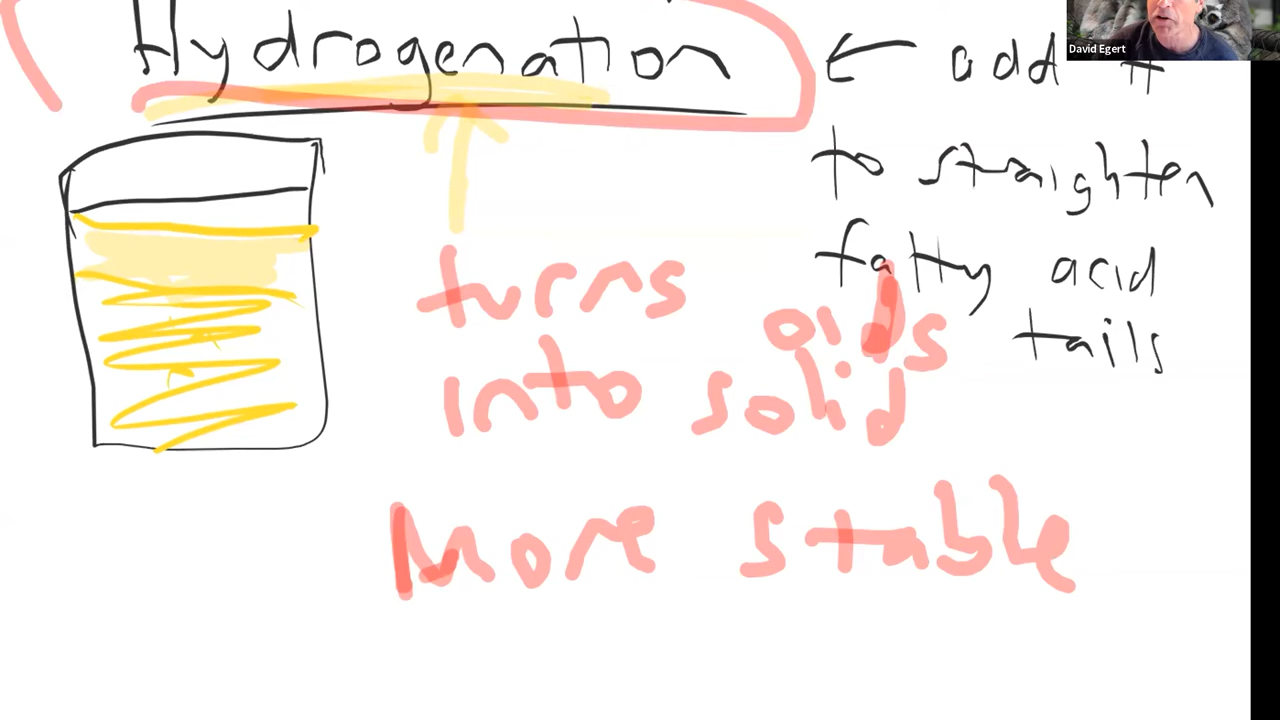 Hydrogenation ← add H
David Egert
to straighten
fatty acid
tails
turns oils
into solid
More stable